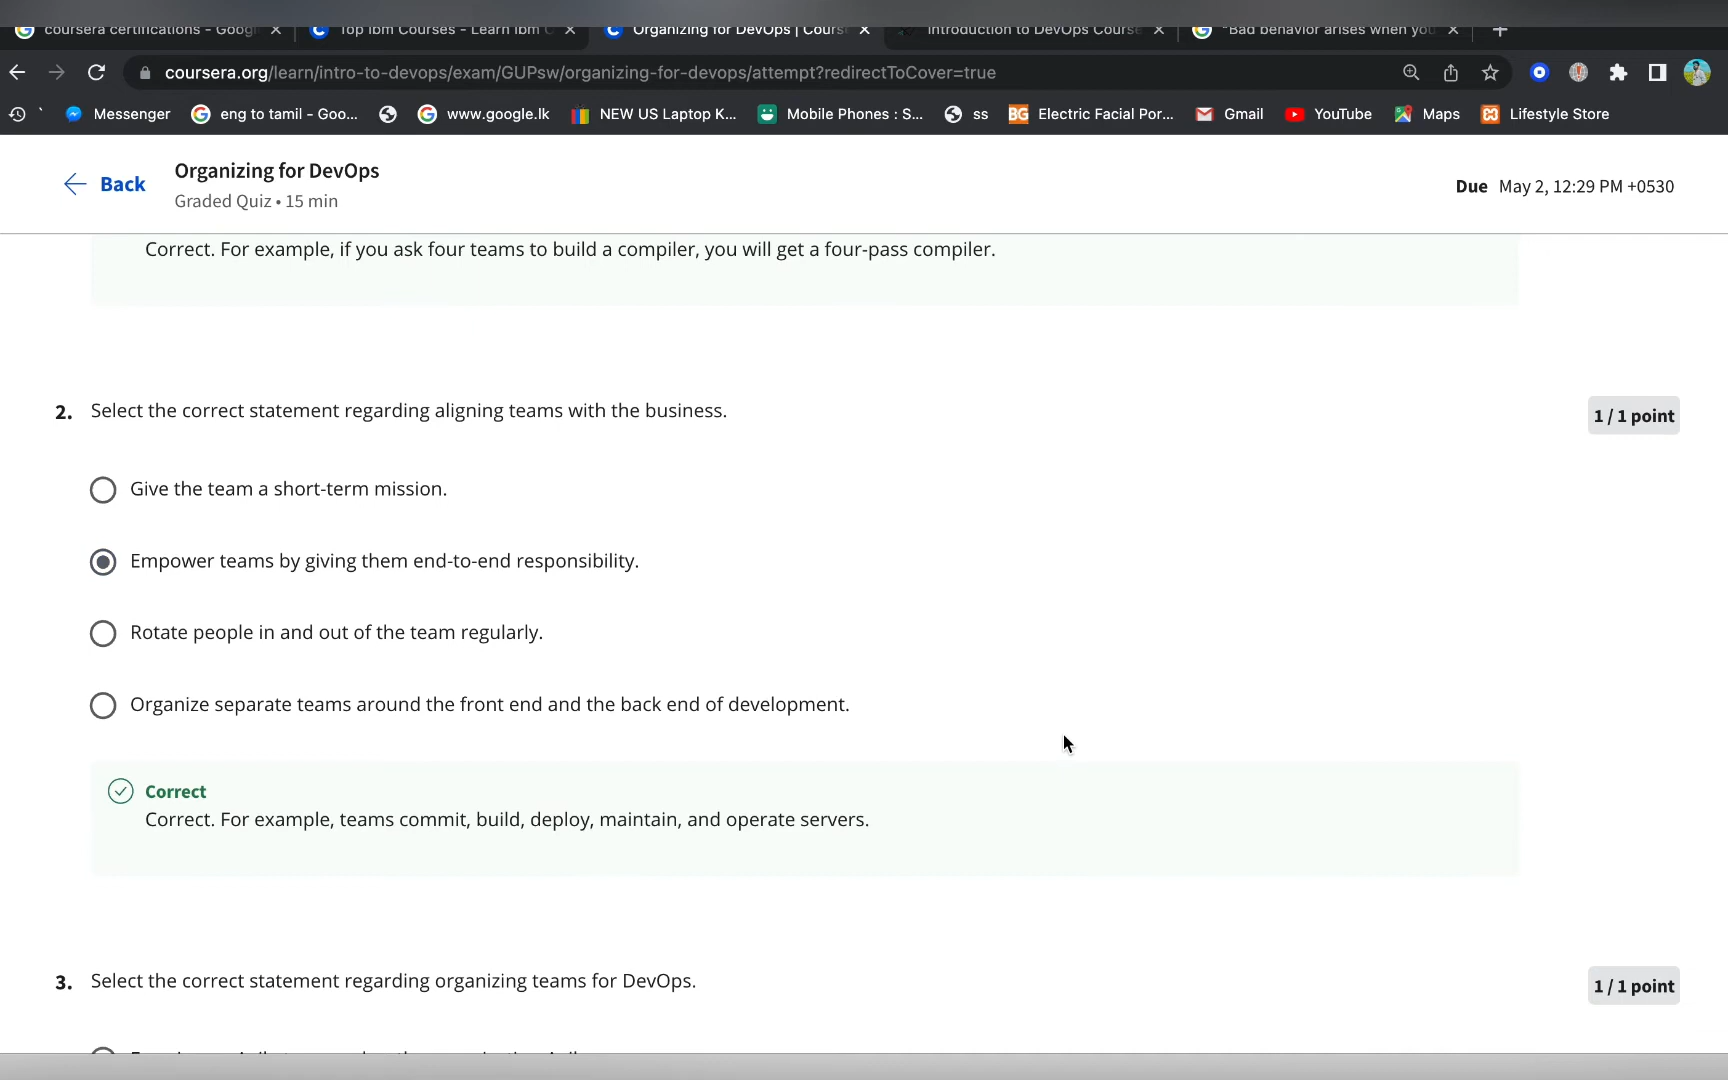 coursera certifications - Googl
Top Ibm Courses - Learn Ibm C
Organizing for DevOps | Cours
Introduction to DevOps Course
"Bad behavior arises when you
coursera.org/learn/intro-to-devops/exam/GUPsw/organizing-for-devops/attempt?redirectToCover=true
Messenger
eng to tamil - Goo...
www.google.lk
NEW US Laptop K...
Mobile Phones : S...
ss
Electric Facial Por...
Gmail
YouTube
Maps
Lifestyle Store
Back
Organizing for DevOps
Graded Quiz • 15 min
Due May 2, 12:29 PM +0530
Correct. For example, if you ask four teams to build a compiler, you will get a four-pass compiler.
2. Select the correct statement regarding aligning teams with the business.
1 / 1 point
Give the team a short-term mission.
Empower teams by giving them end-to-end responsibility.
Rotate people in and out of the team regularly.
Organize separate teams around the front end and the back end of development.
Correct
Correct. For example, teams commit, build, deploy, maintain, and operate servers.
3. Select the correct statement regarding organizing teams for DevOps.
1 / 1 point